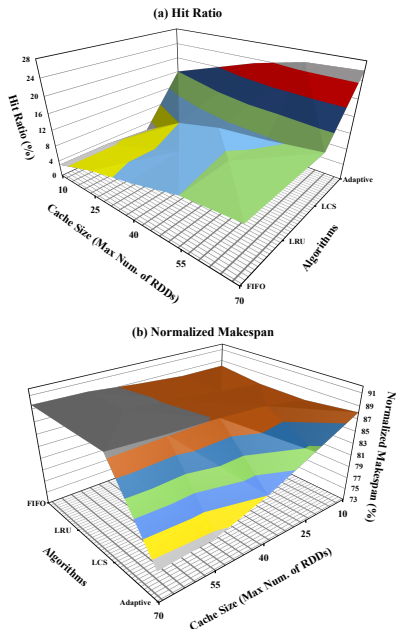 (a) Hit Ratio
28
24
20
16
12
8
4
0
Hit Ratio (%)
10
25
40
55
70
Cache Size (Max Num. of RDDs)
FIFO
LRU
LCS
Adaptive
Algorithms
(b) Normalized Makespan
91
89
87
85
83
81
79
77
75
73
Normalized Makespan (%)
FIFO
LRU
LCS
Adaptive
Algorithms
70
55
40
25
10
Cache Size (Max Num. of RDDs)